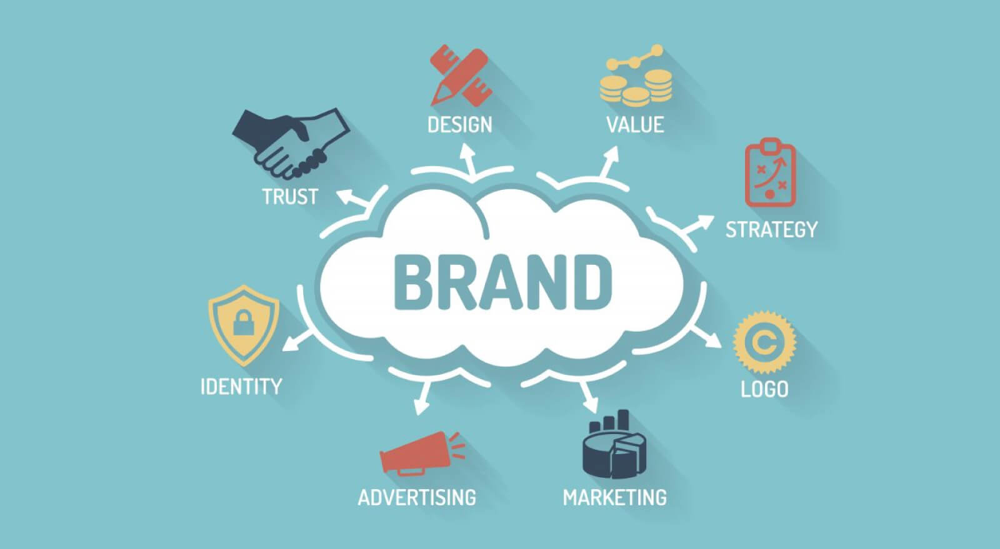 DESIGN
VALUE
TRUST
STRATEGY
BRAND
IDENTITY
C
LOGO
ADVERTISING
MARKETING